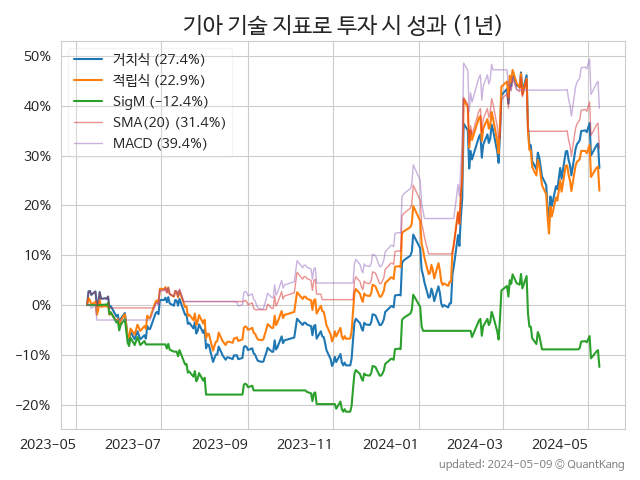 기아 기술 지표로 투자 시 성과 (1년)
거치식 (27.4%)
적립식 (22.9%)
SigM (−12.4%)
SMA(20) (31.4%)
MACD (39.4%)
50%
40%
30%
20%
10%
0%
−10%
−20%
2023-05
2023-07
2023-09
2023-11
2024-01
2024-03
2024-05
updated: 2024-05-09 © QuantKang